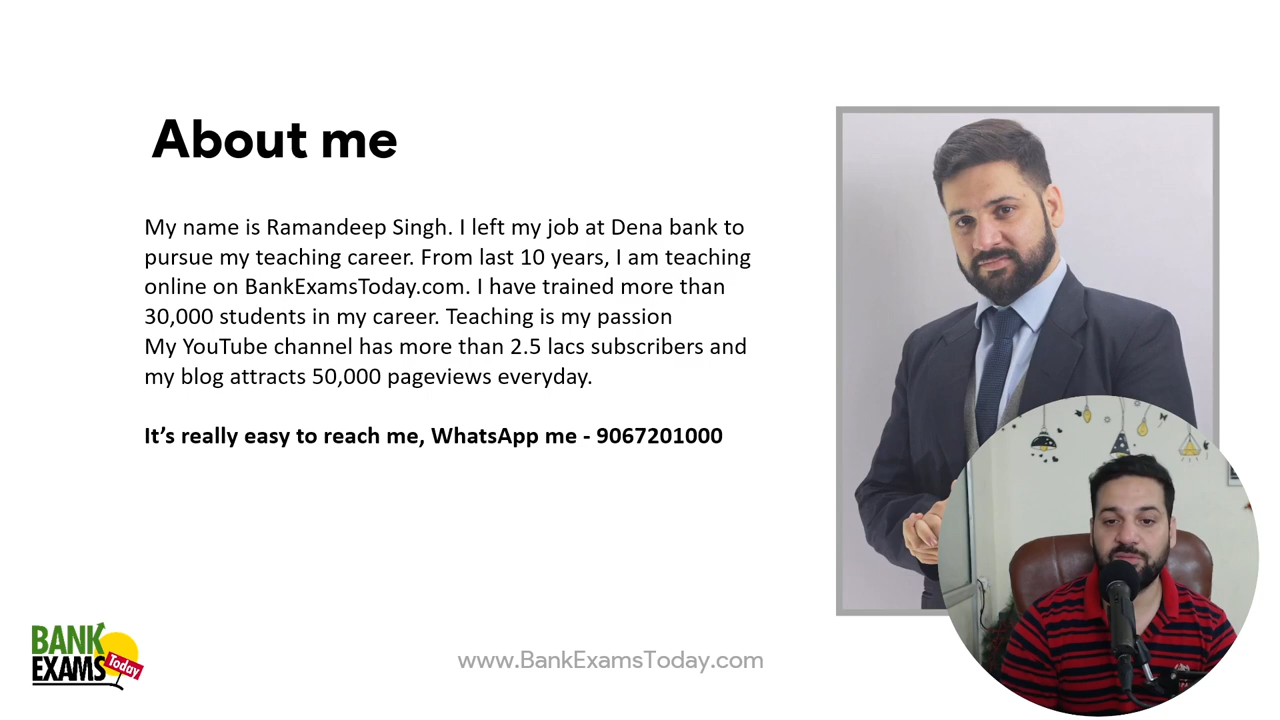 About me
My name is Ramandeep Singh. I left my job at Dena bank to
pursue my teaching career. From last 10 years, I am teaching
online on BankExamsToday.com. I have trained more than
30,000 students in my career. Teaching is my passion
My YouTube channel has more than 2.5 lacs subscribers and
my blog attracts 50,000 pageviews everyday.
It’s really easy to reach me, WhatsApp me - 9067201000
BANK
EXAMS
Today
www.BankExamsToday.com